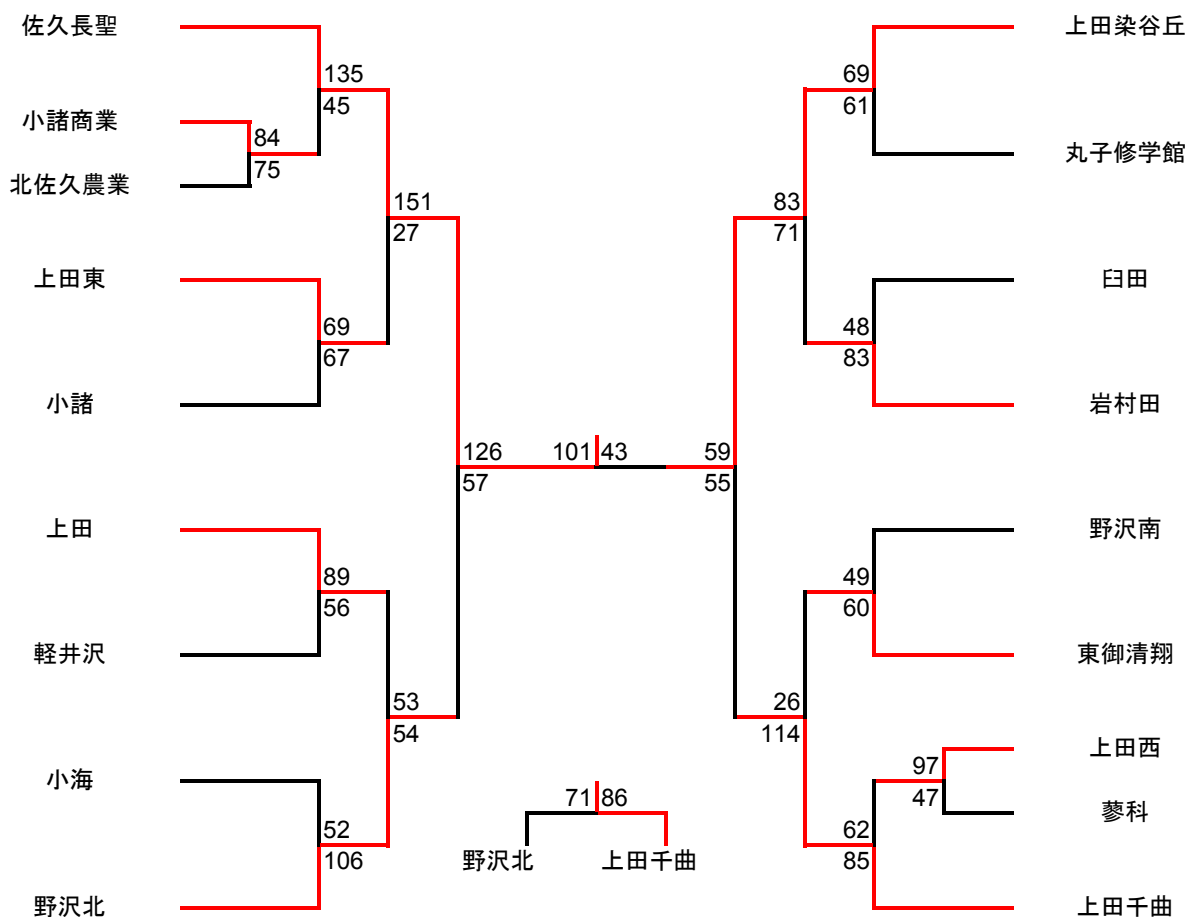 佐久長聖
135
45
小諸商業
84
75
北佐久農業
151
27
上田東
69
67
小諸
126
57
上田
89
56
軽井沢
53
54
小海
52
106
野沢北
101 43
71 86
野沢北 上田千曲
上田染谷丘
69
61
丸子修学館
83
71
臼田
48
83
岩村田
59
55
野沢南
49
60
東御清翔
26
114
上田西
97
47
蓼科
62
85
上田千曲